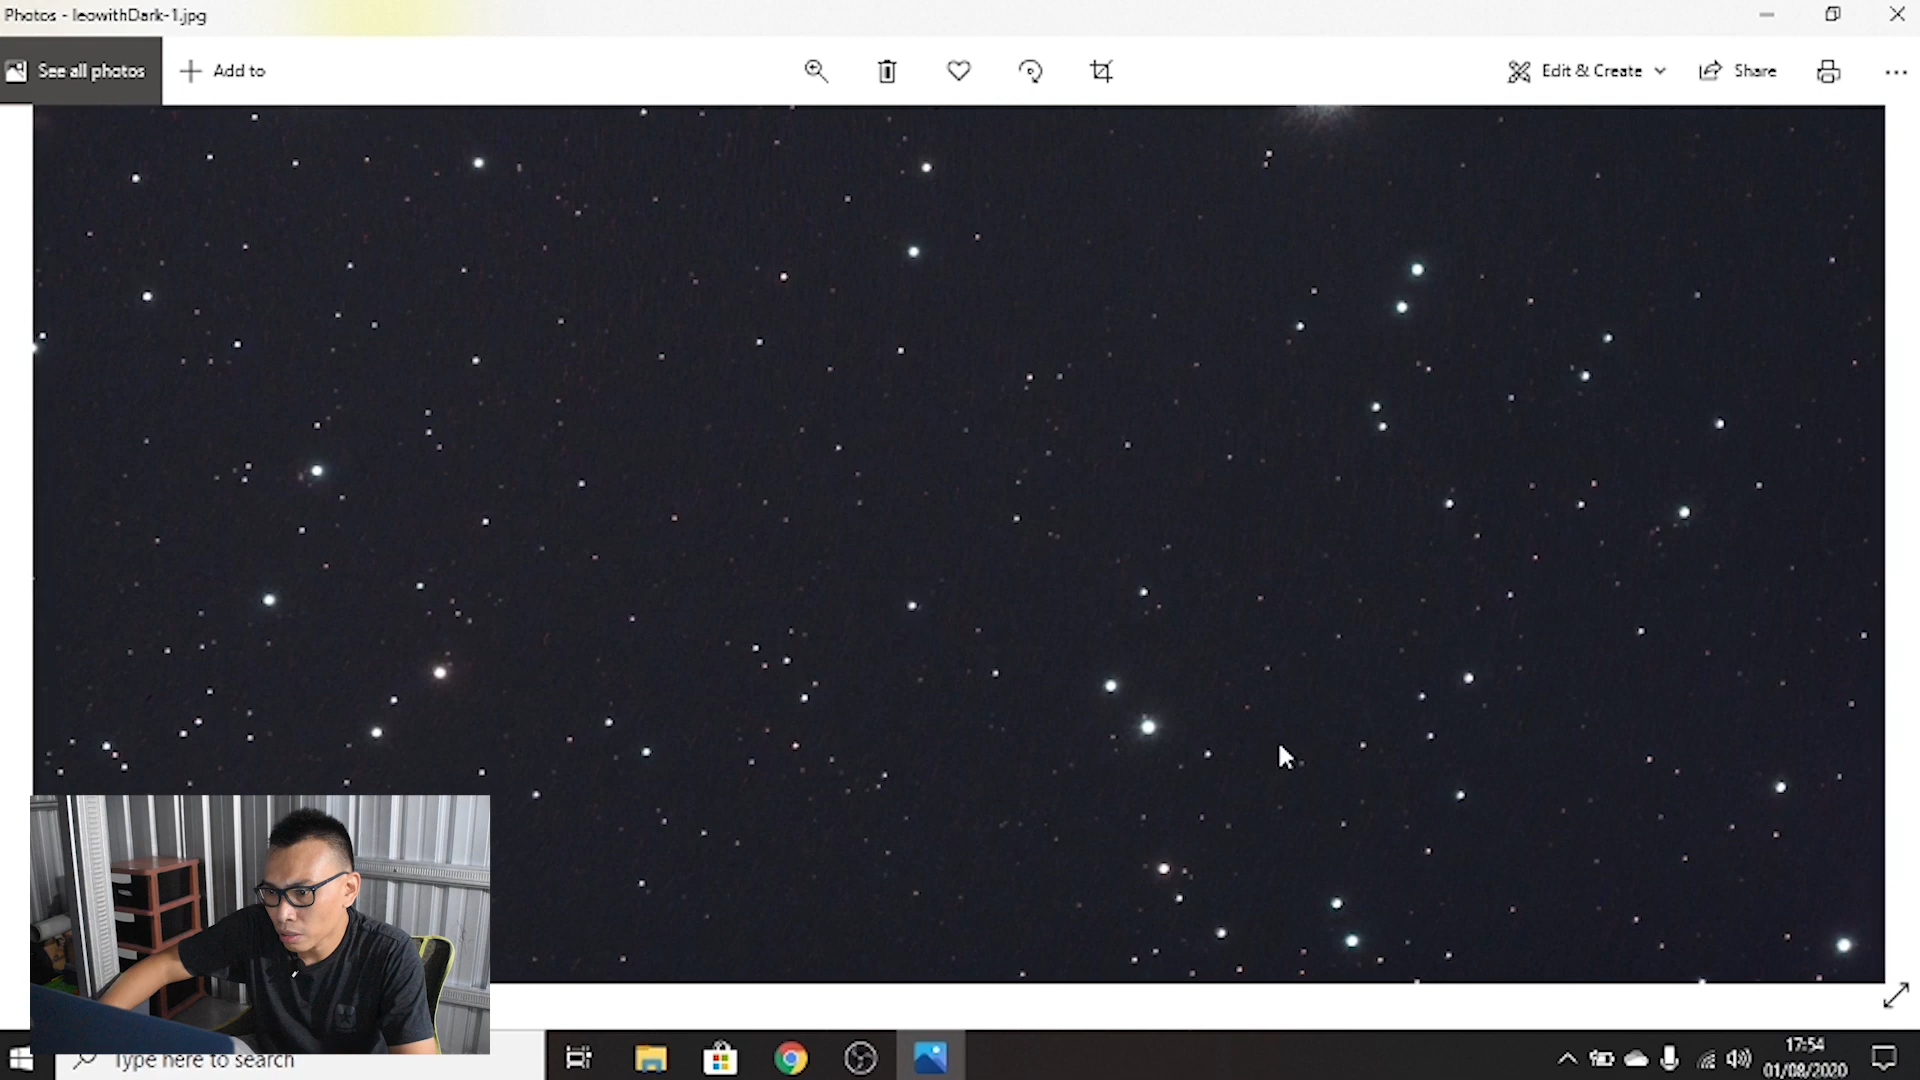 Photos - leowithDark-1.jpg
See all photos
Add to
Edit & Create
Share
Type here to search
17:54
01/08/2020